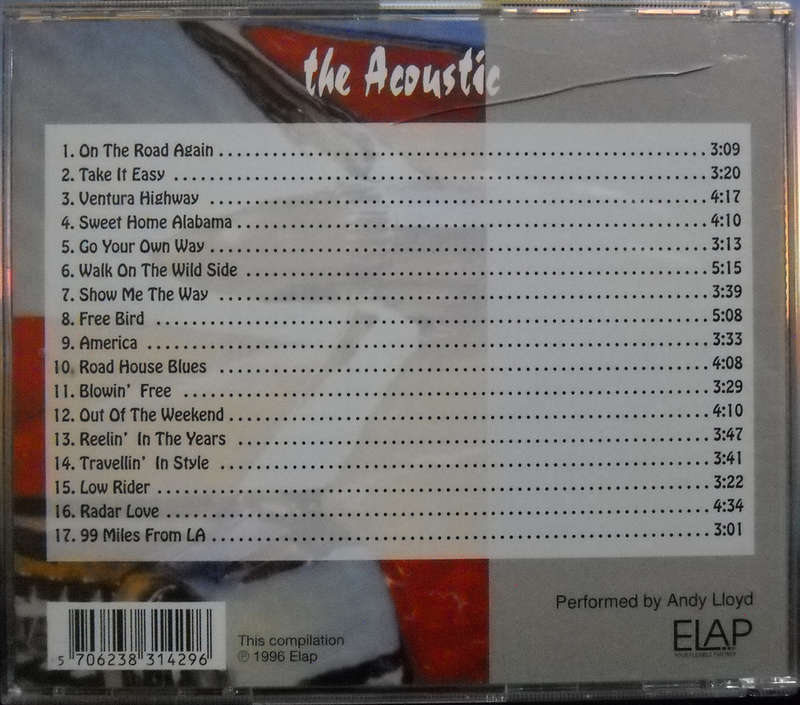 the Acoustic
1. On The Road Again 3:09
2. Take It Easy 3:20
3. Ventura Highway 4:17
4. Sweet Home Alabama 4:10
5. Go Your Own Way 3:13
6. Walk On The Wild Side 5:15
7. Show Me The Way 3:39
8. Free Bird 5:08
9. America 3:33
10. Road House Blues 4:08
11. Blowin' Free 3:29
12. Out Of The Weekend 4:10
13. Reelin' In The Years 3:47
14. Travellin' In Style 3:41
15. Low Rider 3:22
16. Radar Love 4:34
17. 99 Miles From LA 3:01
Performed by Andy Lloyd
ELAP
This compilation
℗ 1996 Elap
5 706238 314296